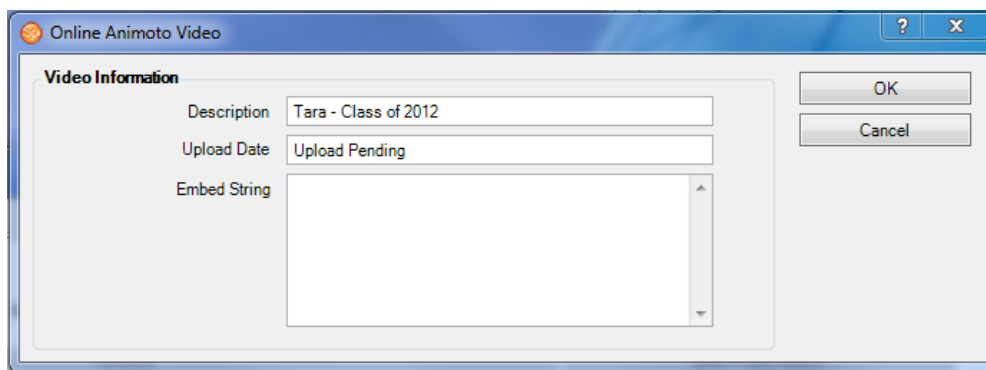 Online Animoto Video
?
X
Video Information
Description
Tara - Class of 2012
Upload Date
Upload Pending
Embed String
OK
Cancel